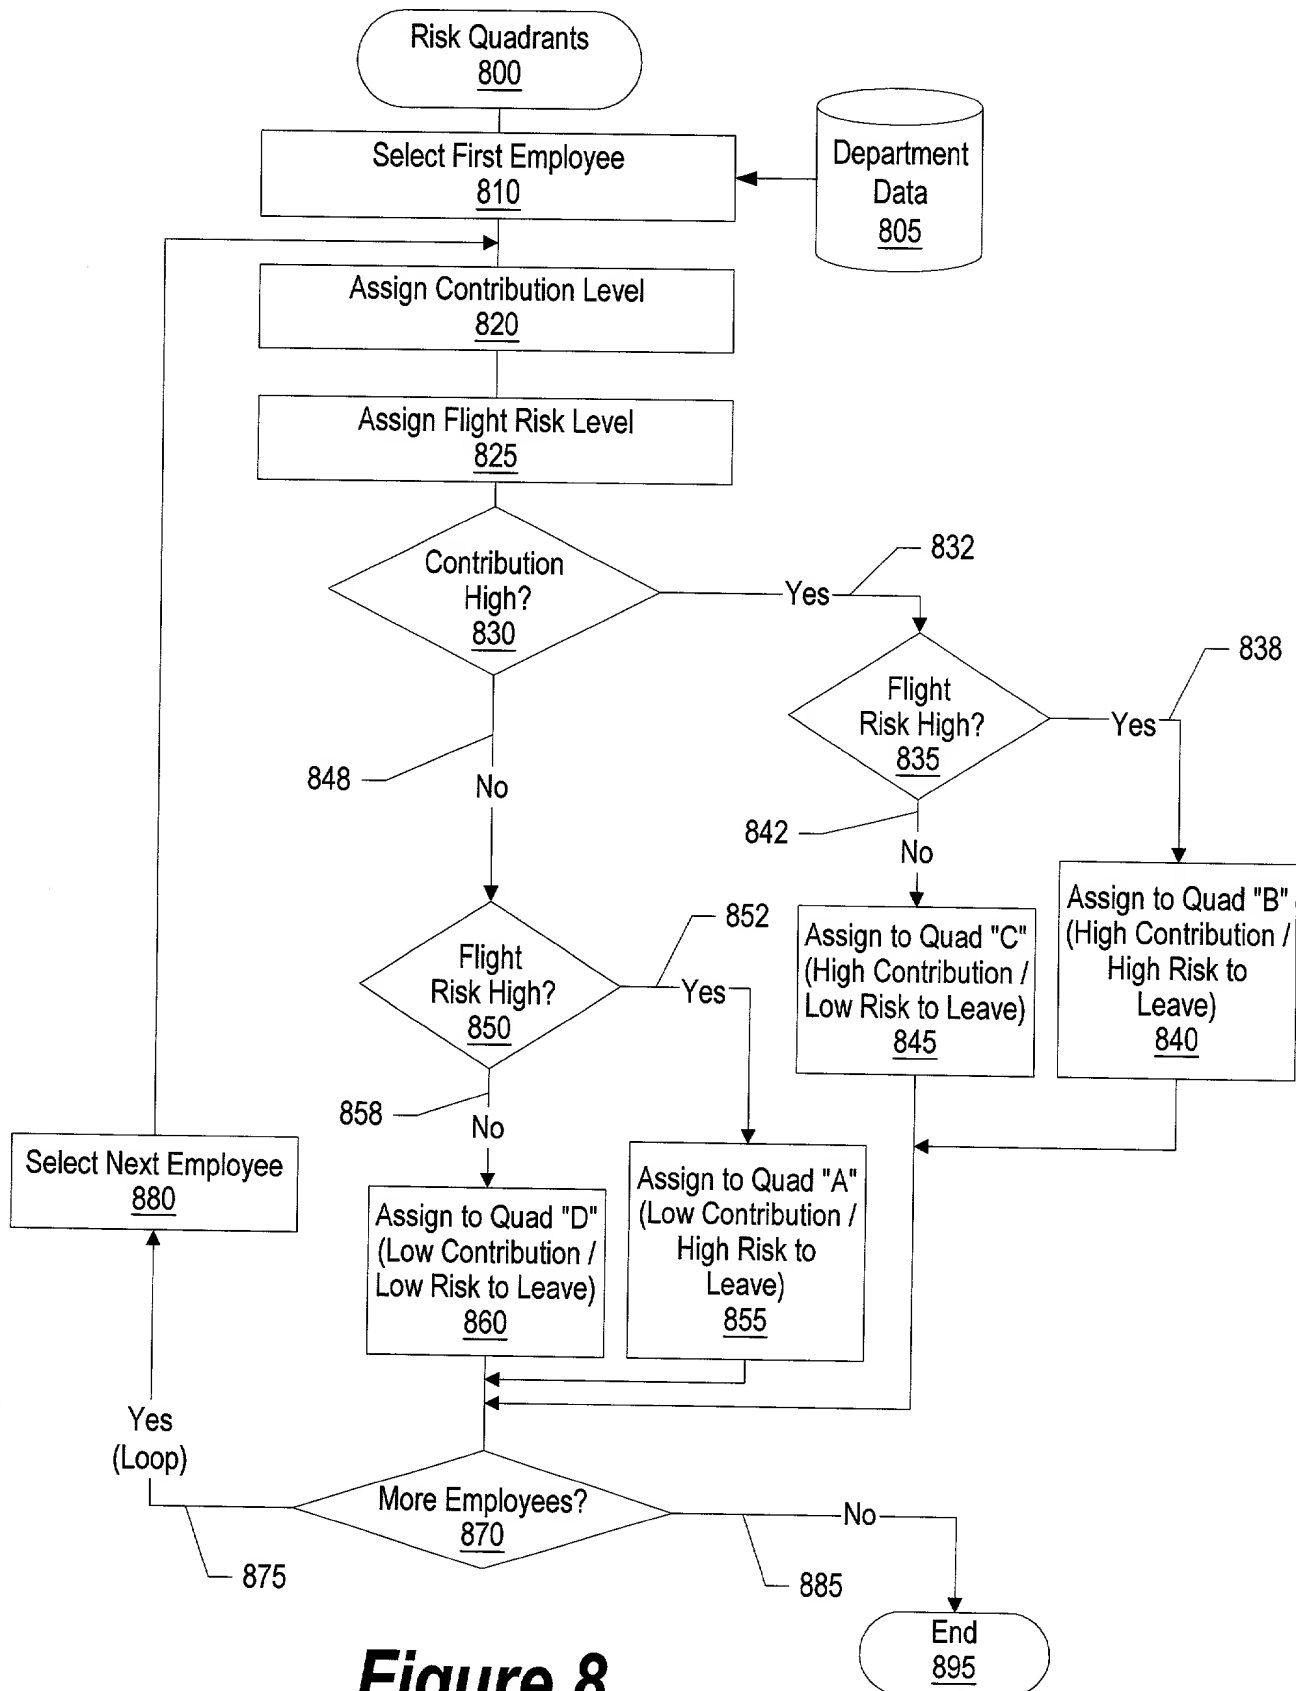 Risk Quadrants
800
Select First Employee
810
Department
Data
805
Assign Contribution Level
820
Assign Flight Risk Level
825
Contribution
High?
830
Yes
832
Flight
Risk High?
835
Yes
838
848
No
842
No
Assign to Quad "B"
(High Contribution /
High Risk to
Leave)
840
Assign to Quad "C"
(High Contribution /
Low Risk to Leave)
845
Flight
Risk High?
850
852
Yes
858
No
Select Next Employee
880
Assign to Quad "A"
(Low Contribution /
High Risk to
Leave)
855
Assign to Quad "D"
(Low Contribution /
Low Risk to Leave)
860
Yes
(Loop)
More Employees?
870
No
875
885
End
895
Figure 8